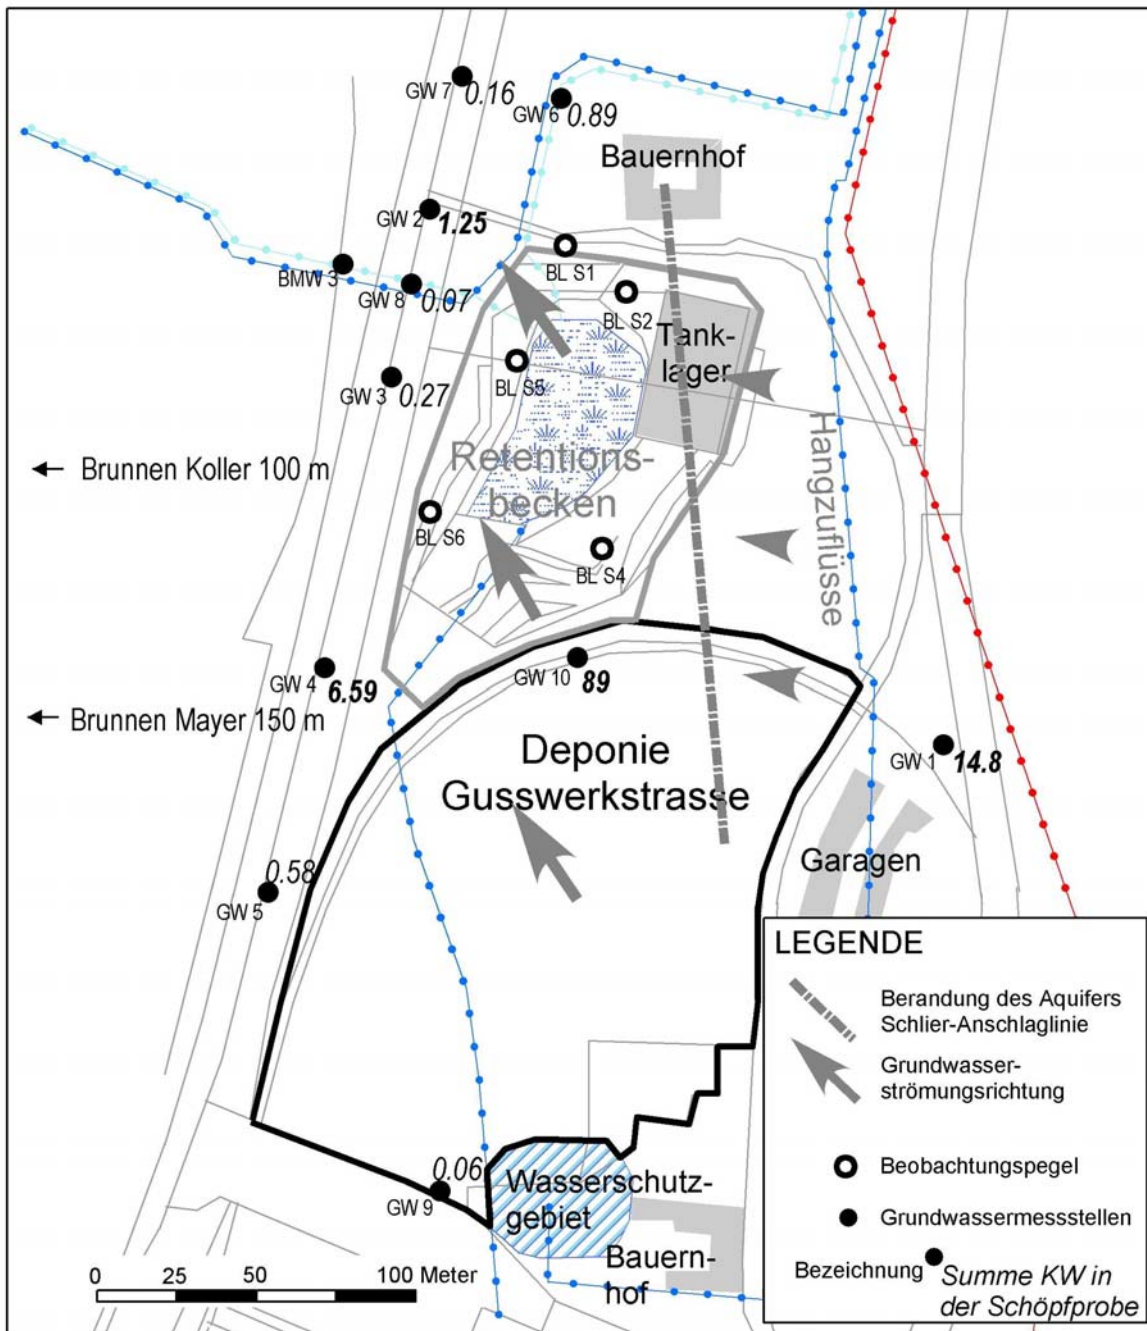 GW 7
0.16
GW 6
0.89
Bauernhof
GW 2
1.25
BL S1
BMW 3
GW 8
0.07
BL S2
Tank-
lager
GW 3
0.27
BL S5
Hangzuflüsse
Brunnen Koller 100 m
Retentions-
becken
BL S6
BL S4
GW 4
6.59
GW 10
89
Brunnen Mayer 150 m
GW 1
14.8
Deponie
Gusswerkstrasse
Garagen
0.58
GW 5
0.06
GW 9
Wasserschutz-
gebiet
Bauern-
hof
0 25 50 100 Meter
LEGENDE
Berandung des Aquifers
Schlier-Anschlaglinie
Grundwasser-
strömungsrichtung
Beobachtungspegel
Grundwassermessstellen
Bezeichnung
Summe KW in
der Schöpfprobe